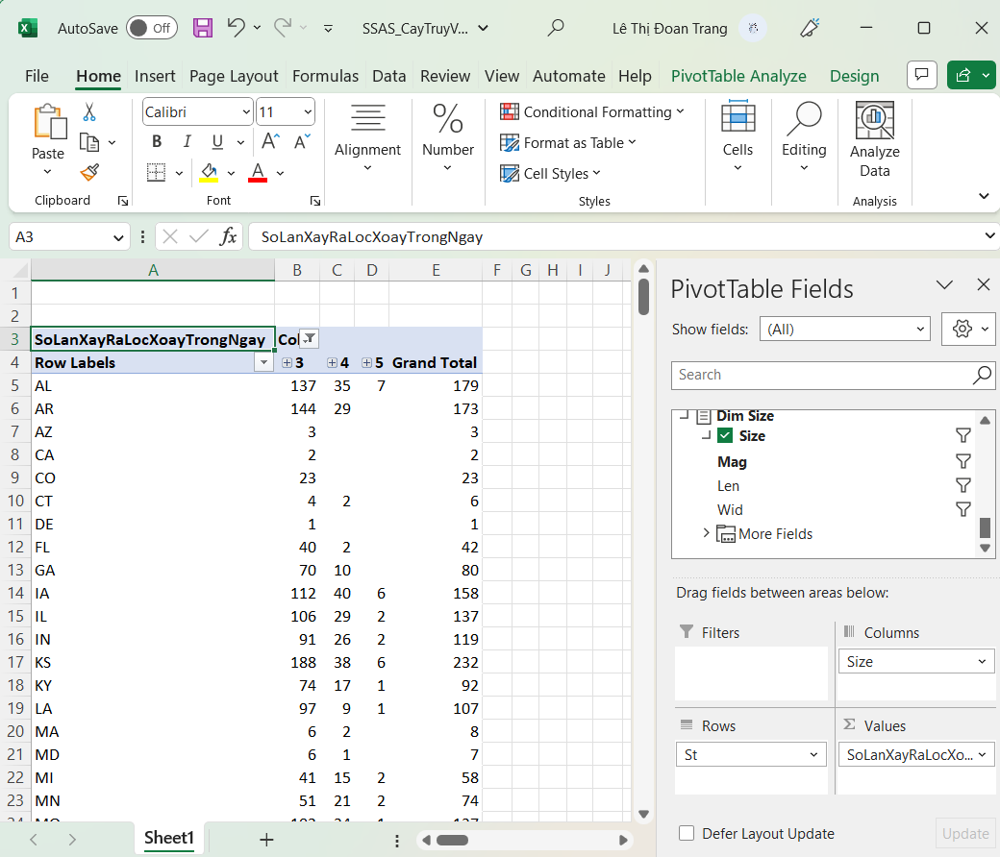 AutoSave Off SSAS_CayTruyV... Lê Thị Đoan Trang
File Home Insert Page Layout Formulas Data Review View Automate Help PivotTable Analyze Design
Paste
Clipboard
Calibri 11
B I U A A
A
Font
Alignment
%
Number
Conditional Formatting
Format as Table
Cell Styles
Styles
Cells
Editing
Analyze
Data
Analysis
A3 fx SoLanXayRaLocXoayTrongNgay
A B C D E F G H I J
1
2
3 SoLanXayRaLocXoayTrongNgay Col
4 Row Labels 3 4 5 Grand Total
5 AL 137 35 7 179
6 AR 144 29 173
7 AZ 3 3
8 CA 2 2
9 CO 23 23
10 CT 4 2 6
11 DE 1 1
12 FL 40 2 42
13 GA 70 10 80
14 IA 112 40 6 158
15 IL 106 29 2 137
16 IN 91 26 2 119
17 KS 188 38 6 232
18 KY 74 17 1 92
19 LA 97 9 1 107
20 MA 6 2 8
21 MD 6 1 7
22 MI 41 15 2 58
23 MN 51 21 2 74
Sheet1
PivotTable Fields
Show fields: (All)
Search
Dim Size
Size
Mag
Len
Wid
More Fields
Drag fields between areas below:
Filters
Columns
Size
Rows
St
Σ Values
SoLanXayRaLocXo...
Defer Layout Update Update